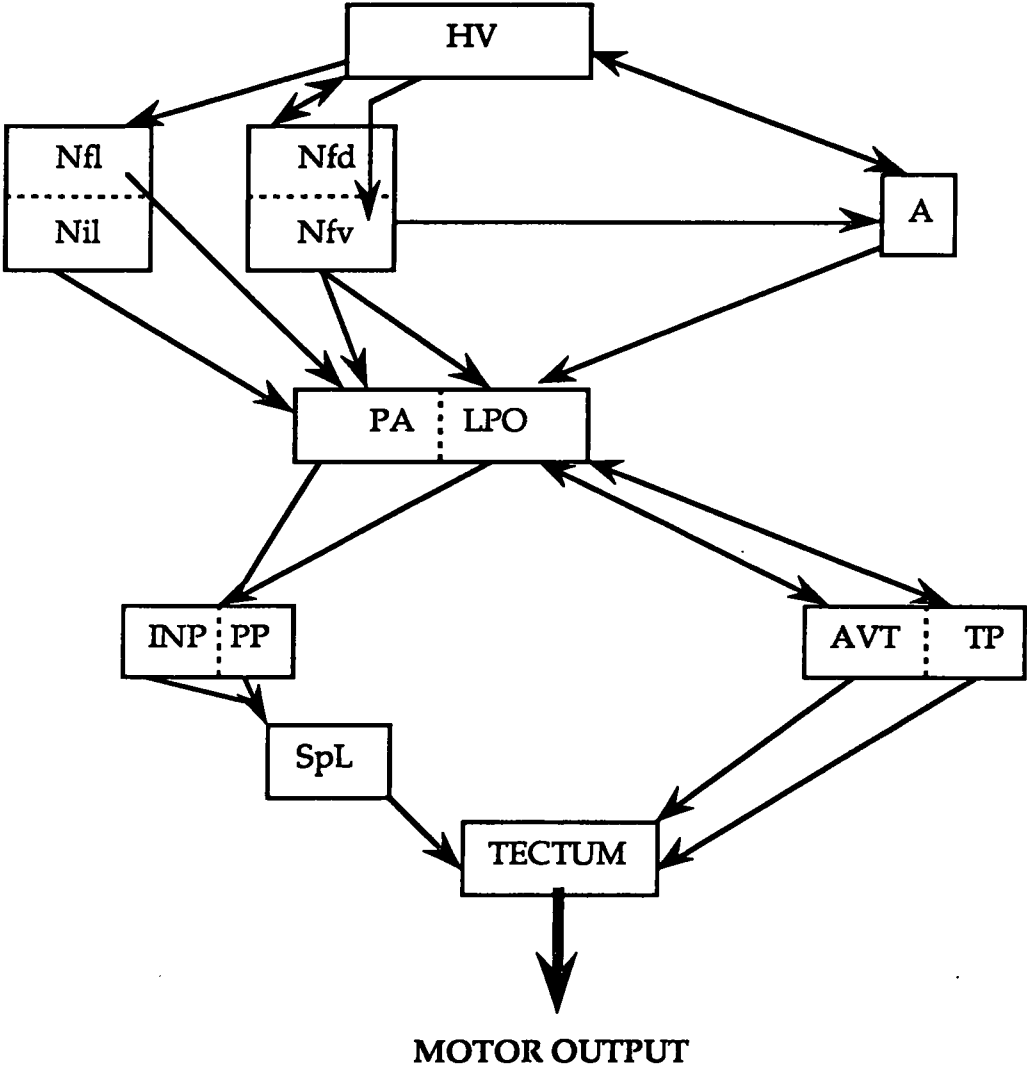 HV
Nfl
Nfd
A
Nil
Nfv
PA
LPO
INP
PP
AVT
TP
SpL
TECTUM
MOTOR OUTPUT